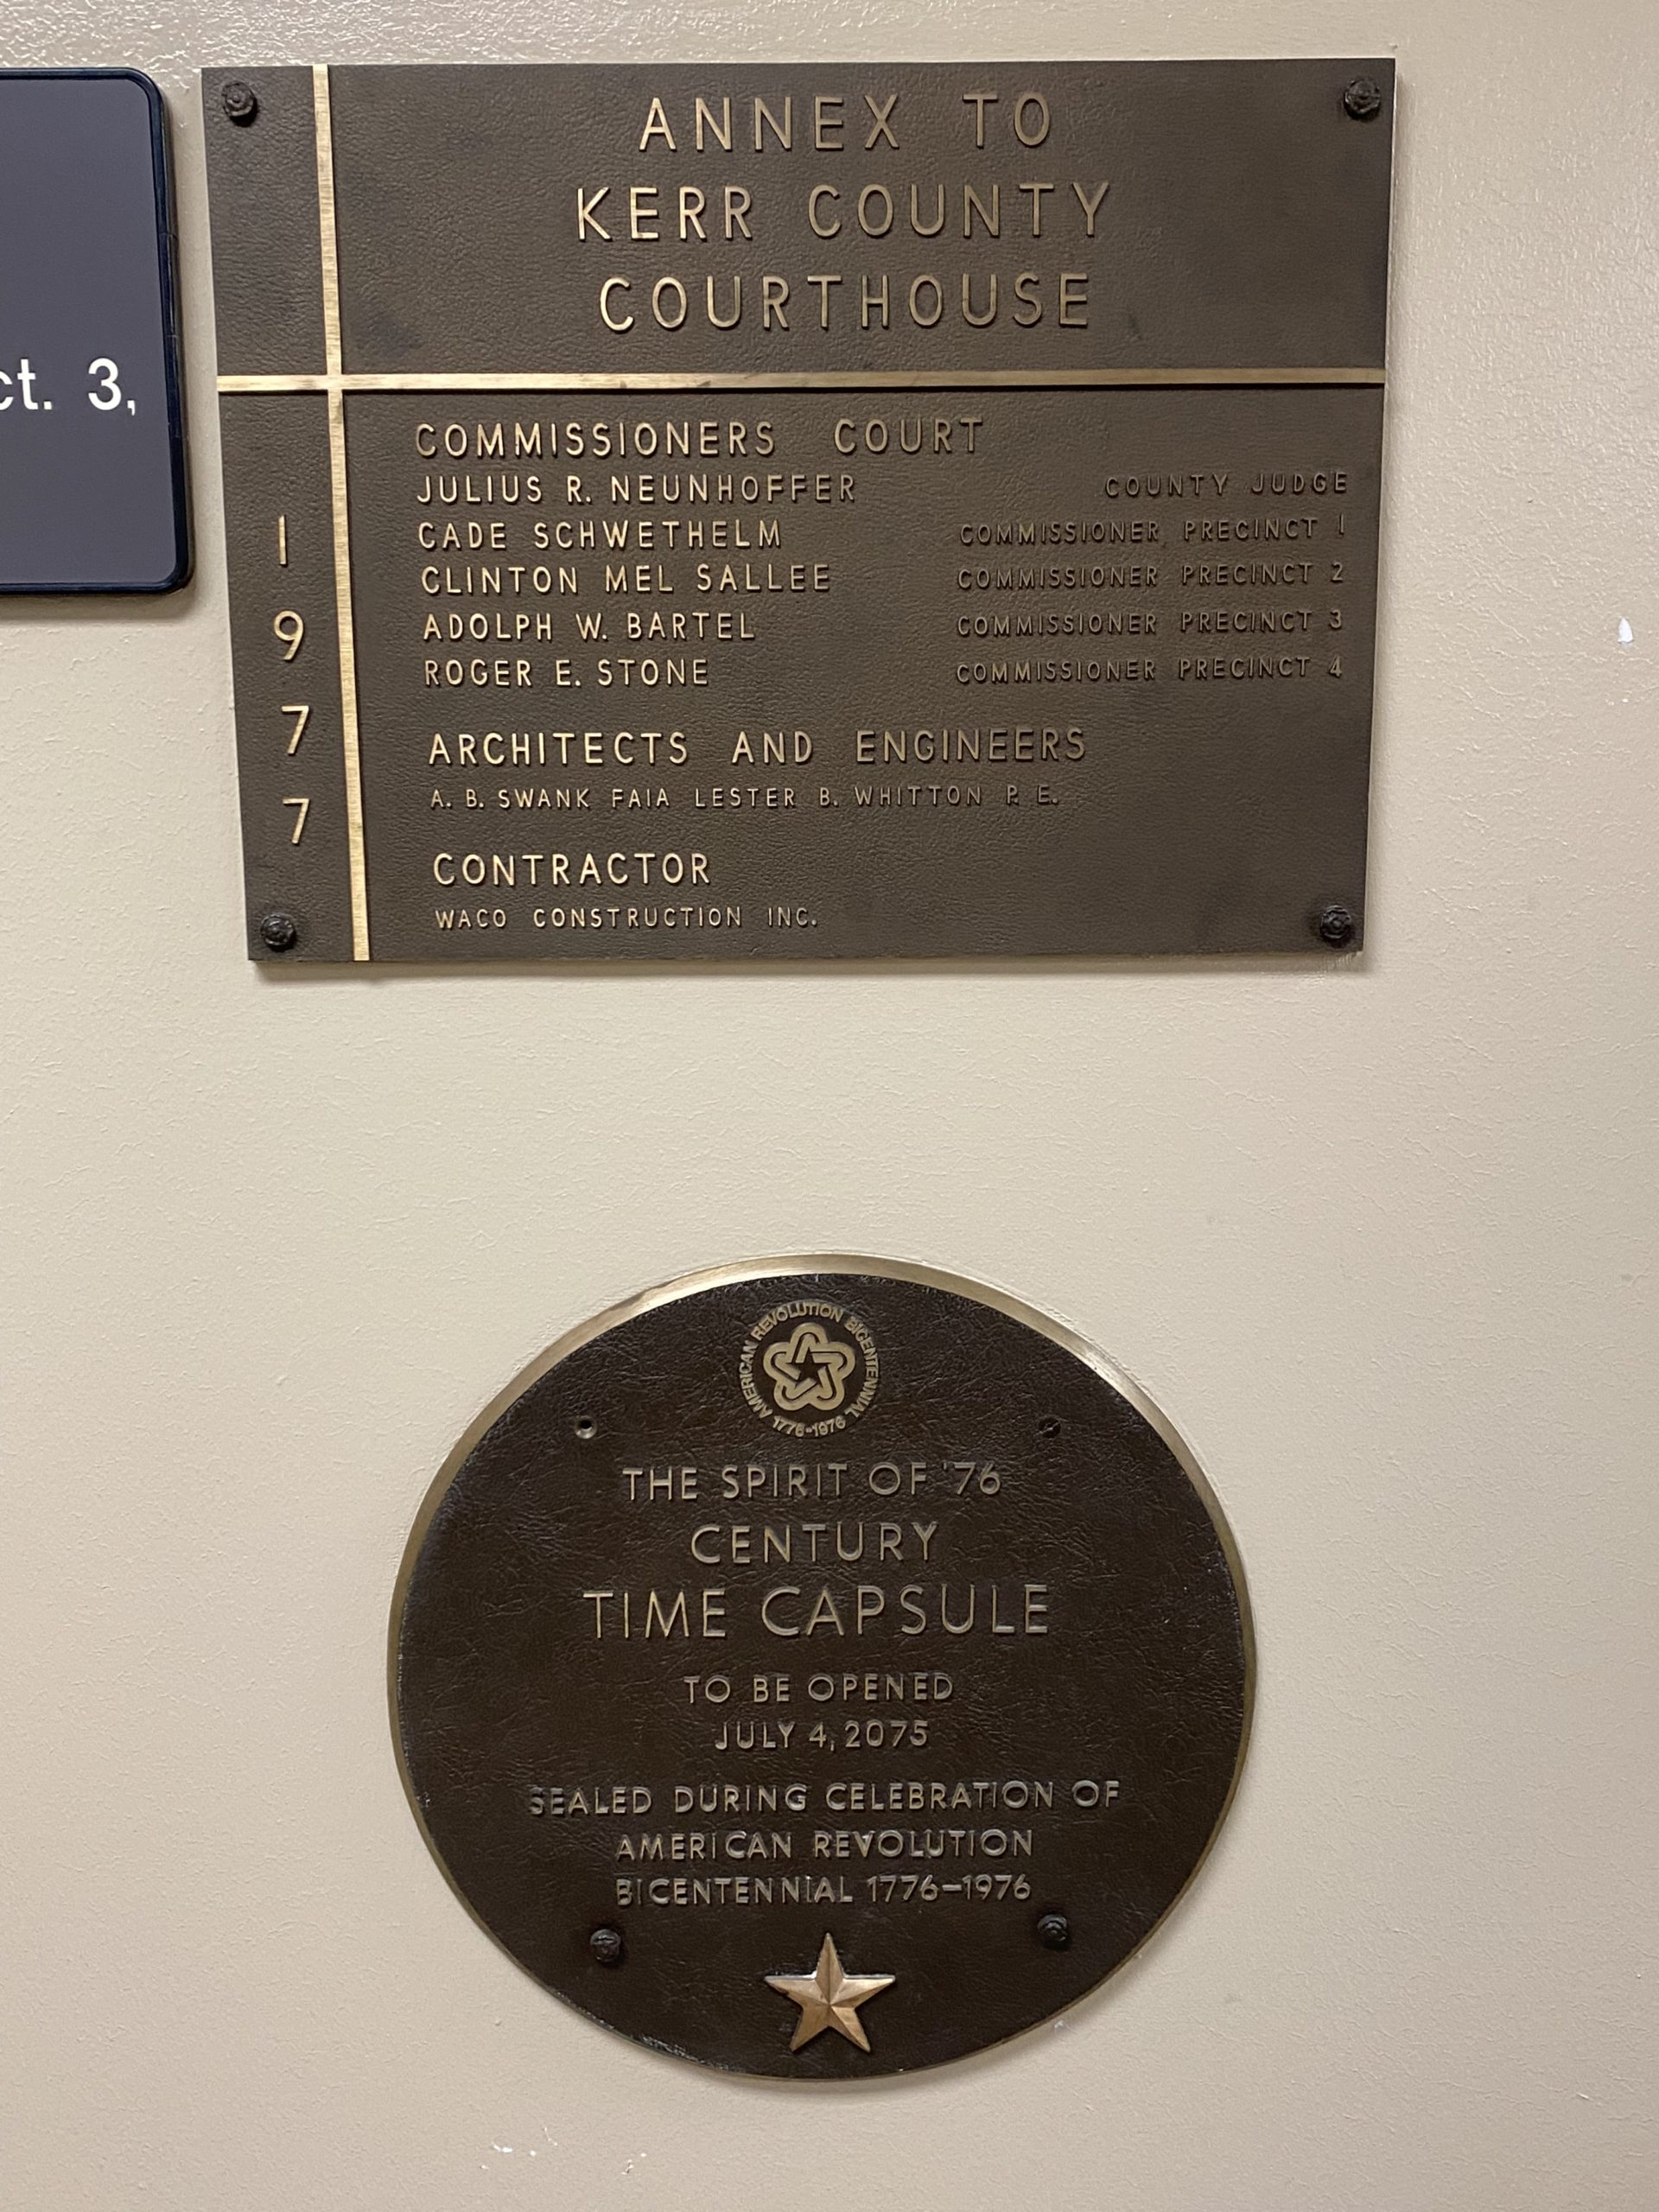 ct. 3,
ANNEX TO
KERR COUNTY
COURTHOUSE
1977
COMMISSIONERS COURT
JULIUS R. NEUNHOFFER COUNTY JUDGE
CADE SCHWETHELM COMMISSIONER PRECINCT 1
CLINTON MEL SALLEE COMMISSIONER PRECINCT 2
ADOLPH W. BARTEL COMMISSIONER PRECINCT 3
ROGER E. STONE COMMISSIONER PRECINCT 4
ARCHITECTS AND ENGINEERS
A. B. SWANK FAIA LESTER B. WHITTON P. E.
CONTRACTOR
WACO CONSTRUCTION INC.
AMERICAN REVOLUTION BICENTENNIAL
1776-1976
THE SPIRIT OF '76
CENTURY
TIME CAPSULE
TO BE OPENED
JULY 4, 2075
SEALED DURING CELEBRATION OF
AMERICAN REVOLUTION
BICENTENNIAL 1776-1976